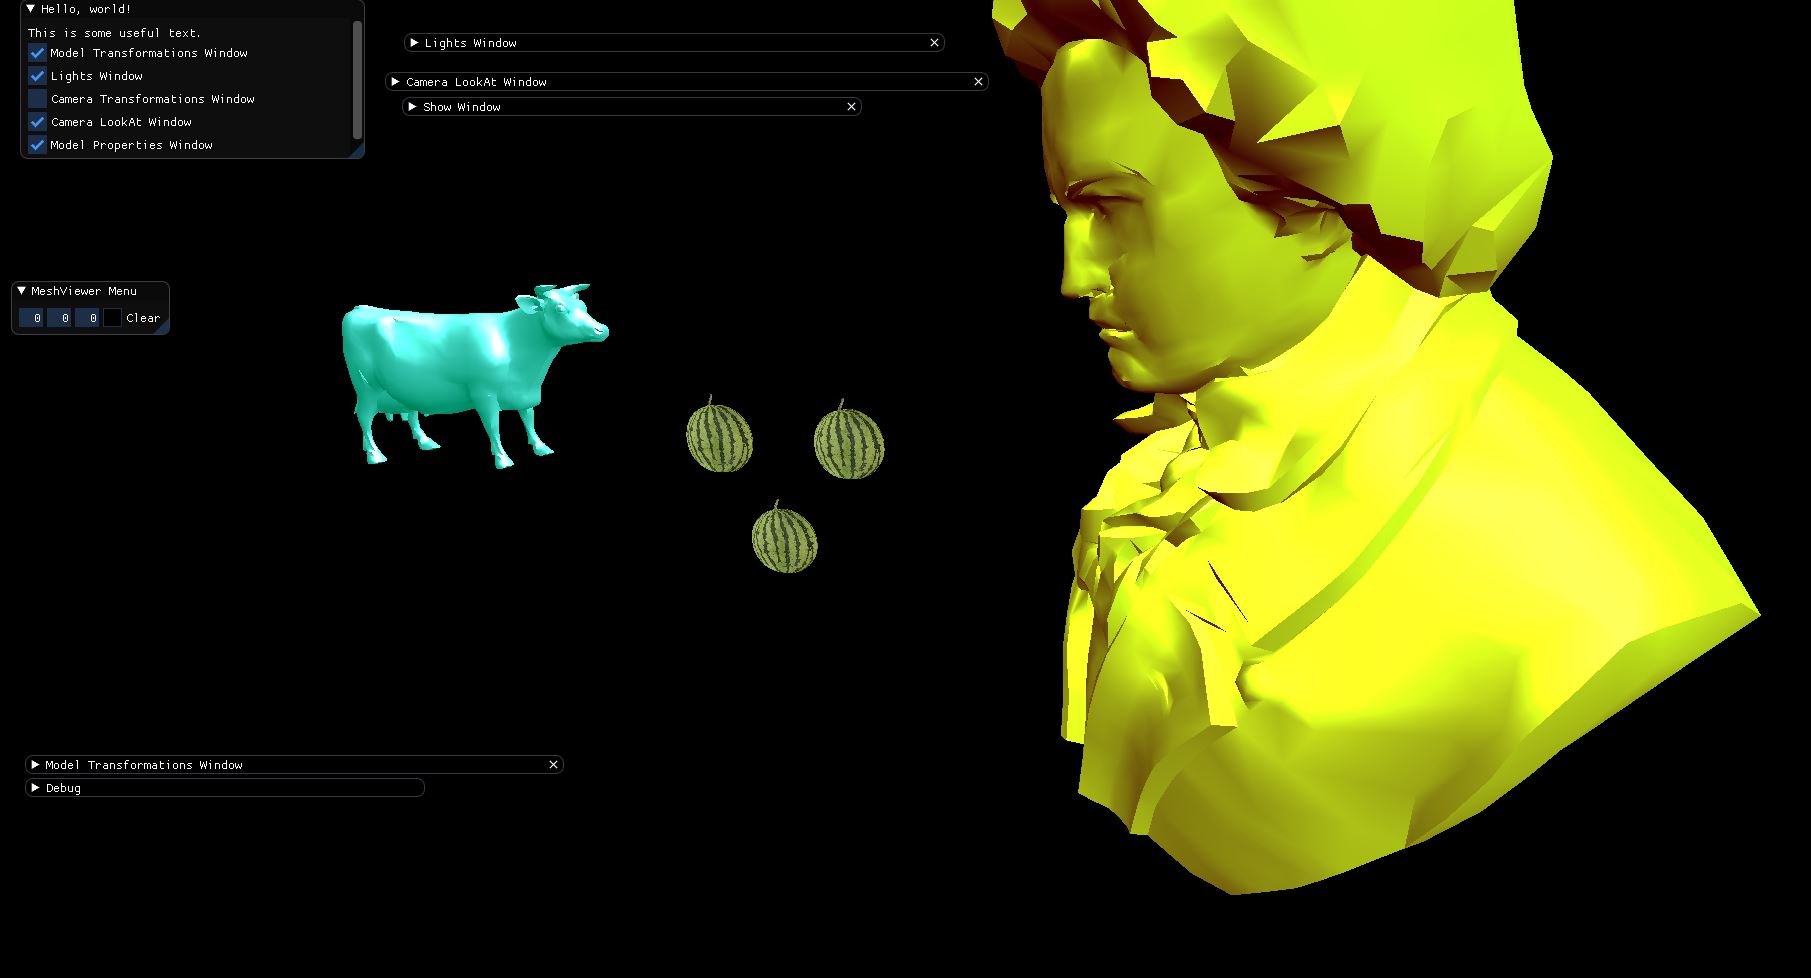 Hello, world!
This is some useful text.
Model Transformations Window
Lights Window
Camera Transformations Window
Camera LookAt Window
Model Properties Window
Lights Window
Camera LookAt Window
Show Window
MeshViewer Menu
0 0 0 Clear
Model Transformations Window
Debug